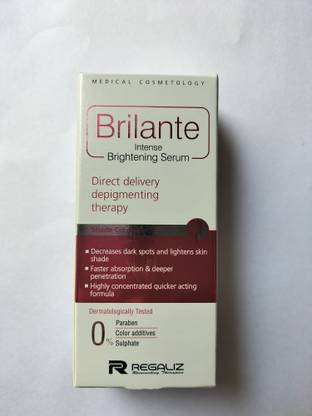 MEDICAL COSMETOLOGY
Brilante
Intense
Brightening Serum
Direct delivery
depigmenting
therapy
▪ Decreases dark spots and lightens skin
shade
▪ Faster absorption & deeper
penetration
▪ Highly concentrated quicker acting
formula
Dermatologically Tested
0% Paraben
Color additives
Sulphate
REGALIZ